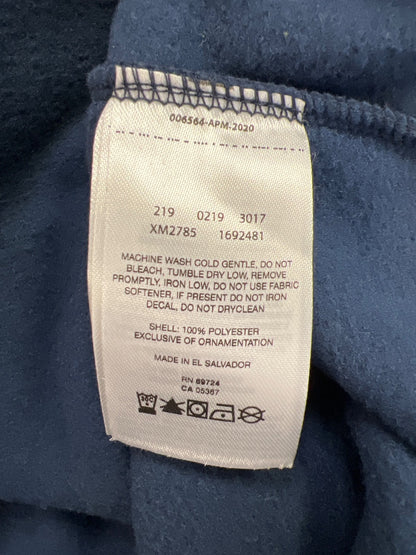 006564-APM-2020
219 0219 3017
XM2785 1692481
MACHINE WASH COLD GENTLE, DO NOT
BLEACH, TUMBLE DRY LOW, REMOVE
PROMPTLY, IRON LOW, DO NOT USE FABRIC
SOFTENER, IF PRESENT DO NOT IRON
DECAL, DO NOT DRYCLEAN
SHELL: 100% POLYESTER
EXCLUSIVE OF ORNAMENTATION
MADE IN EL SALVADOR
RN 69724
CA 05367